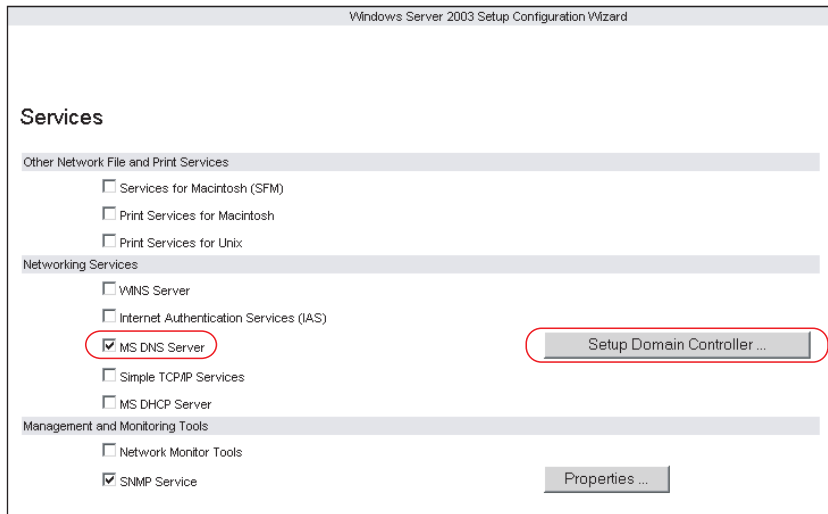 Windows Server 2003 Setup Configuration Wizard
Services
Other Network File and Print Services
Services for Macintosh (SFM)
Print Services for Macintosh
Print Services for Unix
Networking Services
WINS Server
Internet Authentication Services (IAS)
MS DNS Server
Setup Domain Controller ...
Simple TCP/IP Services
MS DHCP Server
Management and Monitoring Tools
Network Monitor Tools
SNMP Service
Properties ...